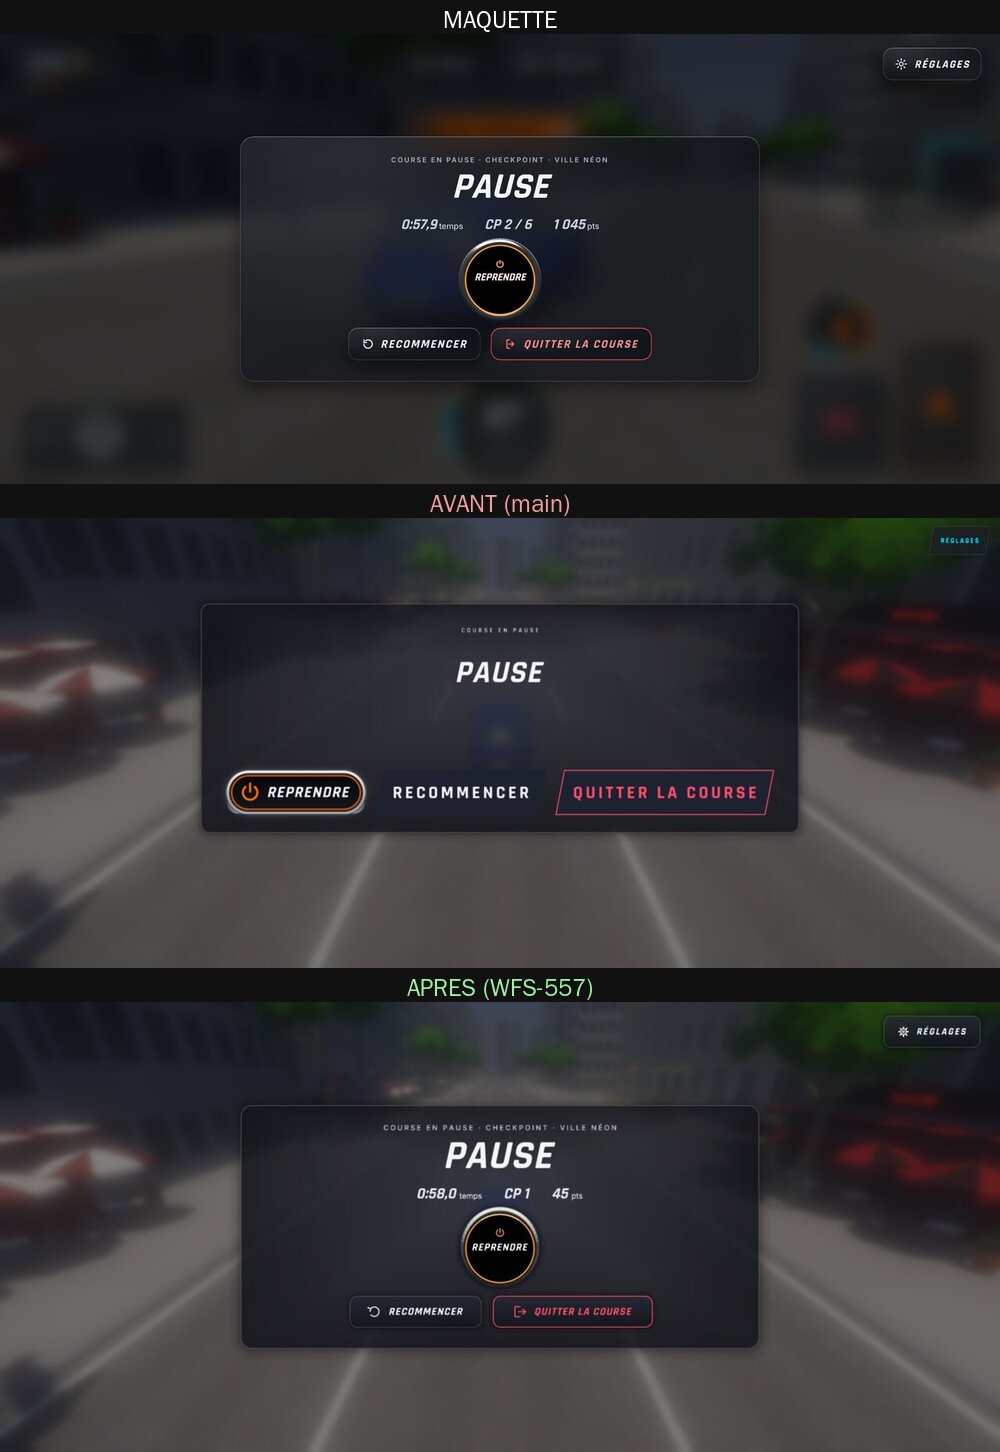 MAQUETTE
RÉGLAGES
COURSE EN PAUSE · CHECKPOINT · VILLE NÉON
PAUSE
0:57,9 temps CP 2 / 6 1 045 pts
REPRENDRE
RECOMMENCER QUITTER LA COURSE
AVANT (main)
RÉGLAGES
COURSE EN PAUSE
PAUSE
REPRENDRE RECOMMENCER QUITTER LA COURSE
APRES (WFS-557)
RÉGLAGES
COURSE EN PAUSE · CHECKPOINT · VILLE NÉON
PAUSE
0:58,0 temps CP 1 45 pts
REPRENDRE
RECOMMENCER QUITTER LA COURSE